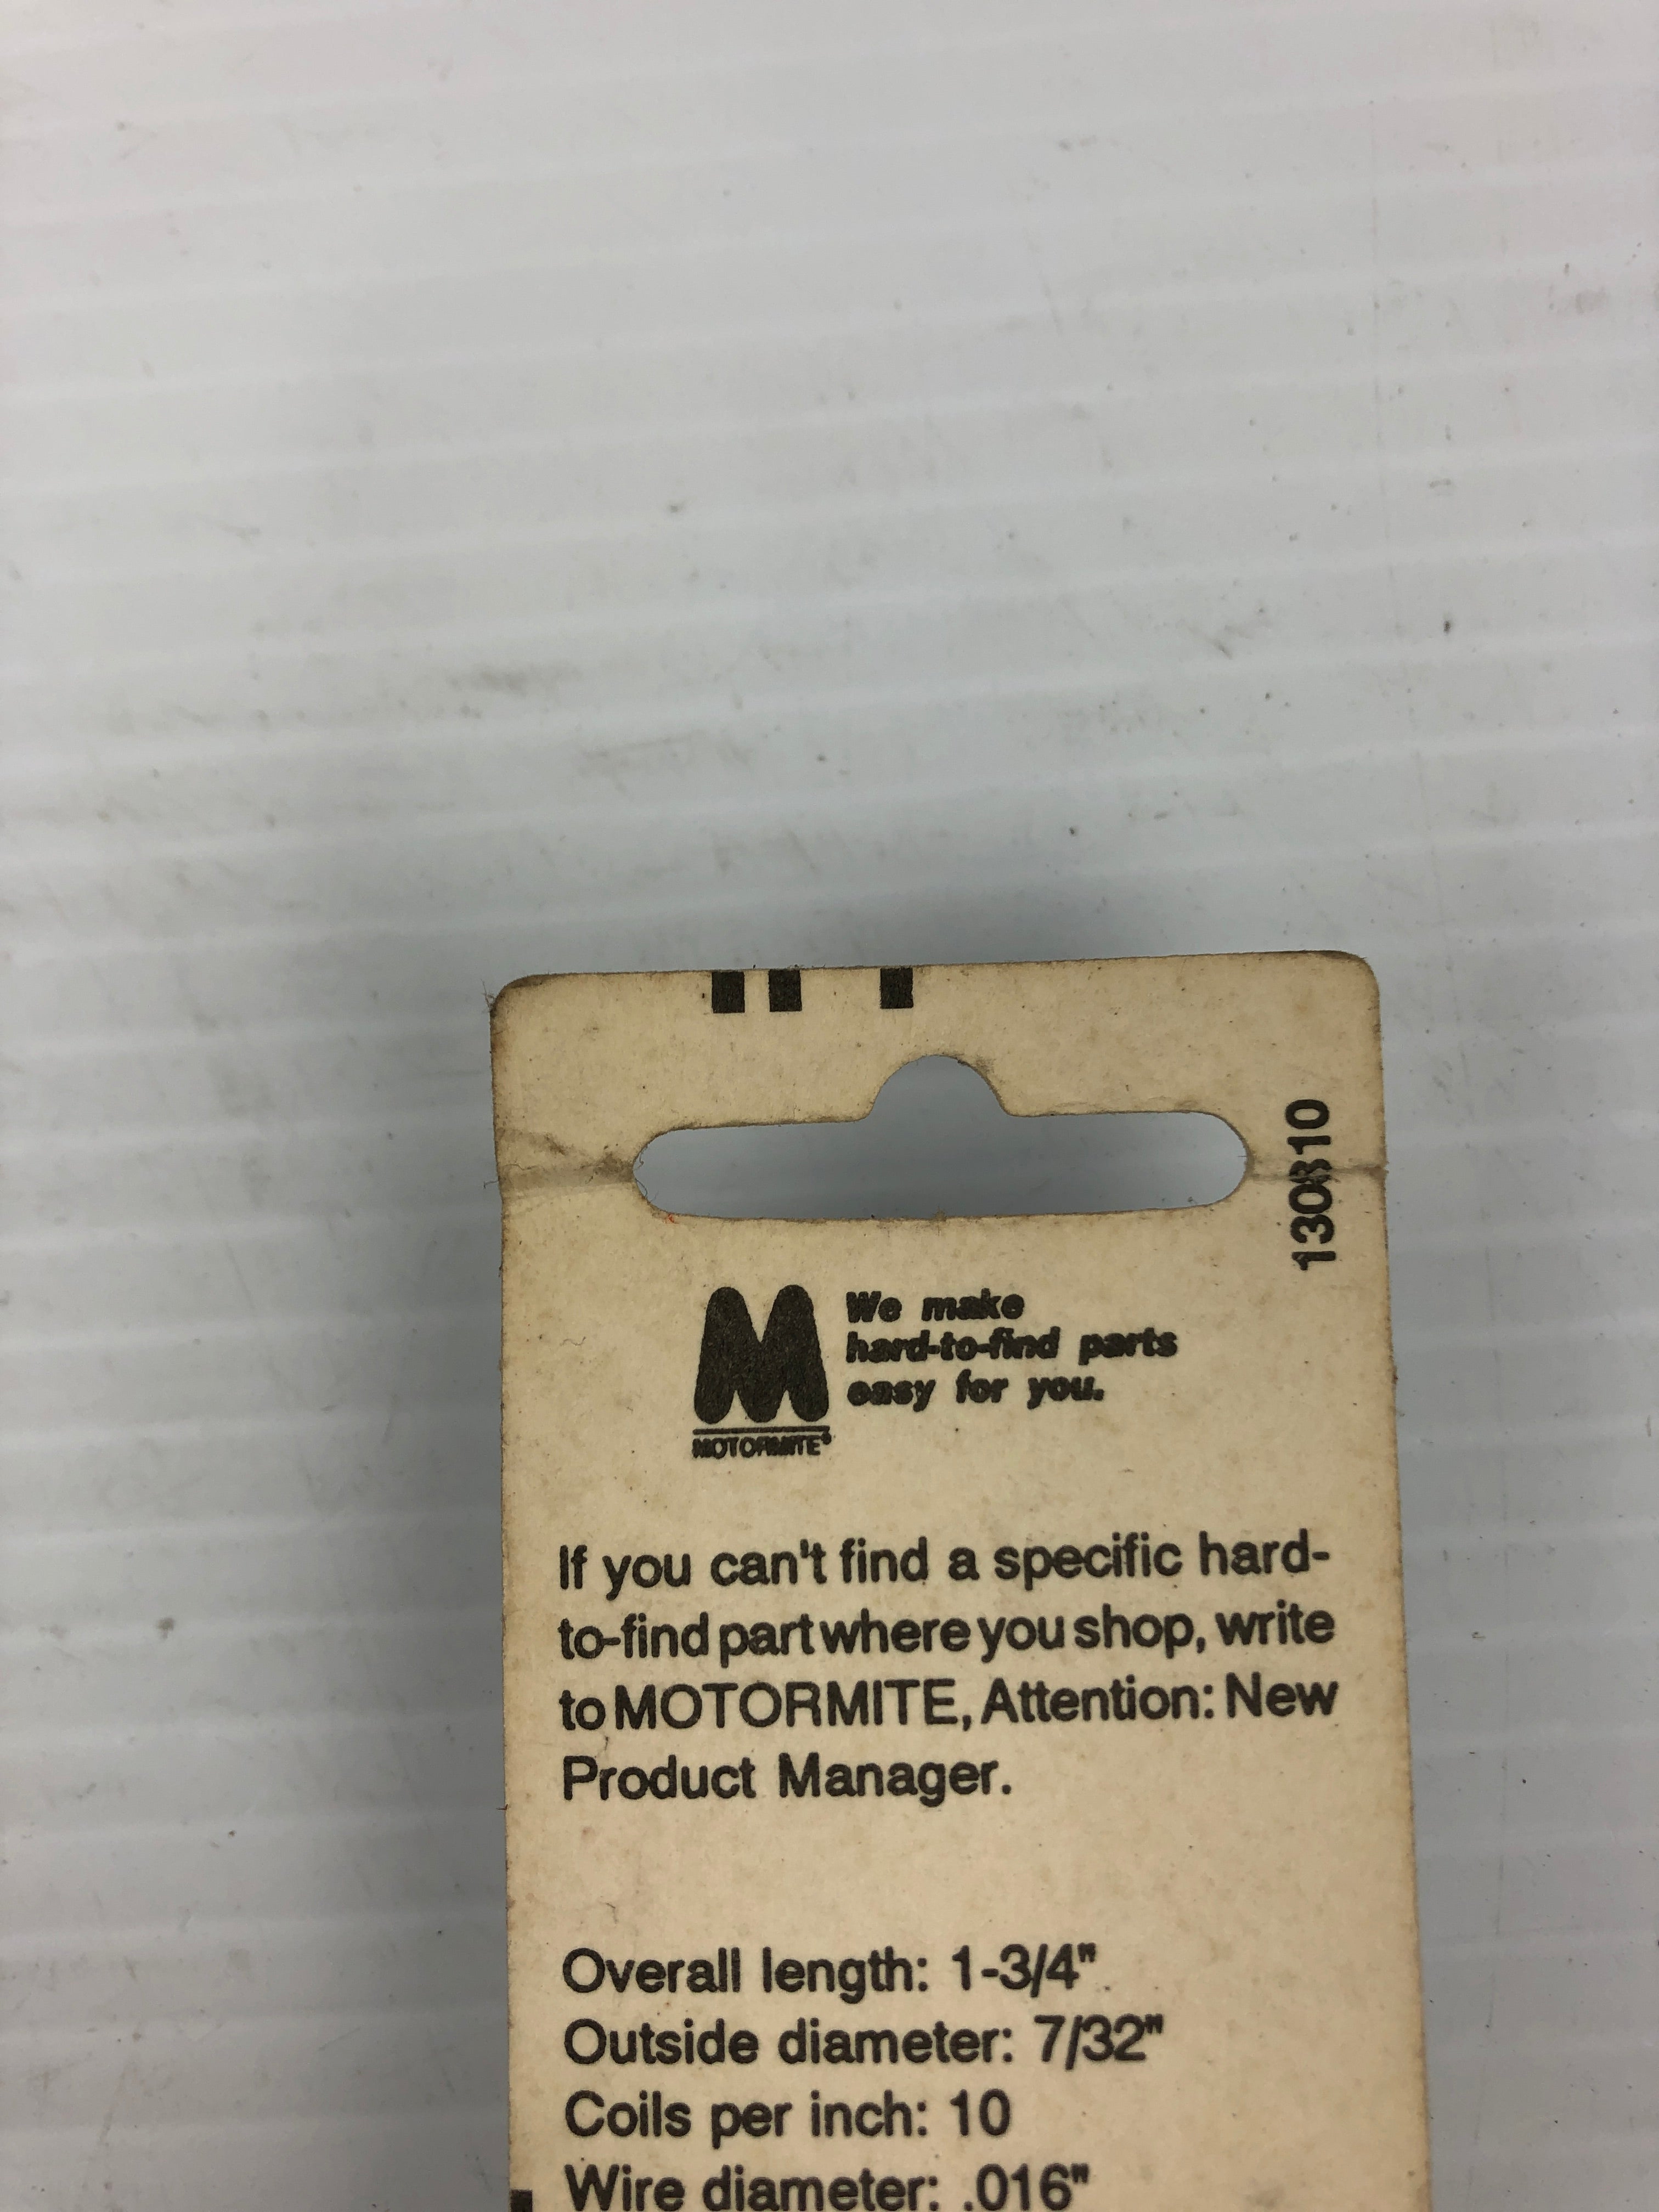 130810
We make
hard-to-find parts
easy for you.
MOTORMITE®
If you can't find a specific hard-
to-find part where you shop, write
to MOTORMITE, Attention: New
Product Manager.
Overall length: 1-3/4"
Outside diameter: 7/32"
Coils per inch: 10
Wire diameter: .016"